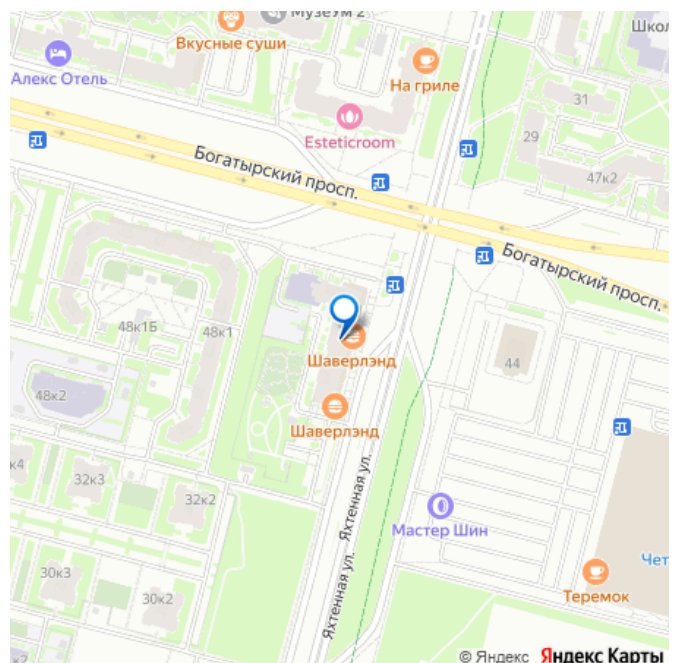 МузеУм 2
Школ
Вкусные суши
Алекс Отель
На гриле
31
Esteticroom
29
Богатырский просп.
47к2
Богатырский просп.
48к1Б
48к1
Шаверлэнд
44
48к2
Шаверлэнд
к4
32к3
32к2
Яхтенная ул.
Мастер Шин
Чет
30к3
Яхтенная ул.
30к2
Теремок
© Яндекс Яндекс Карты